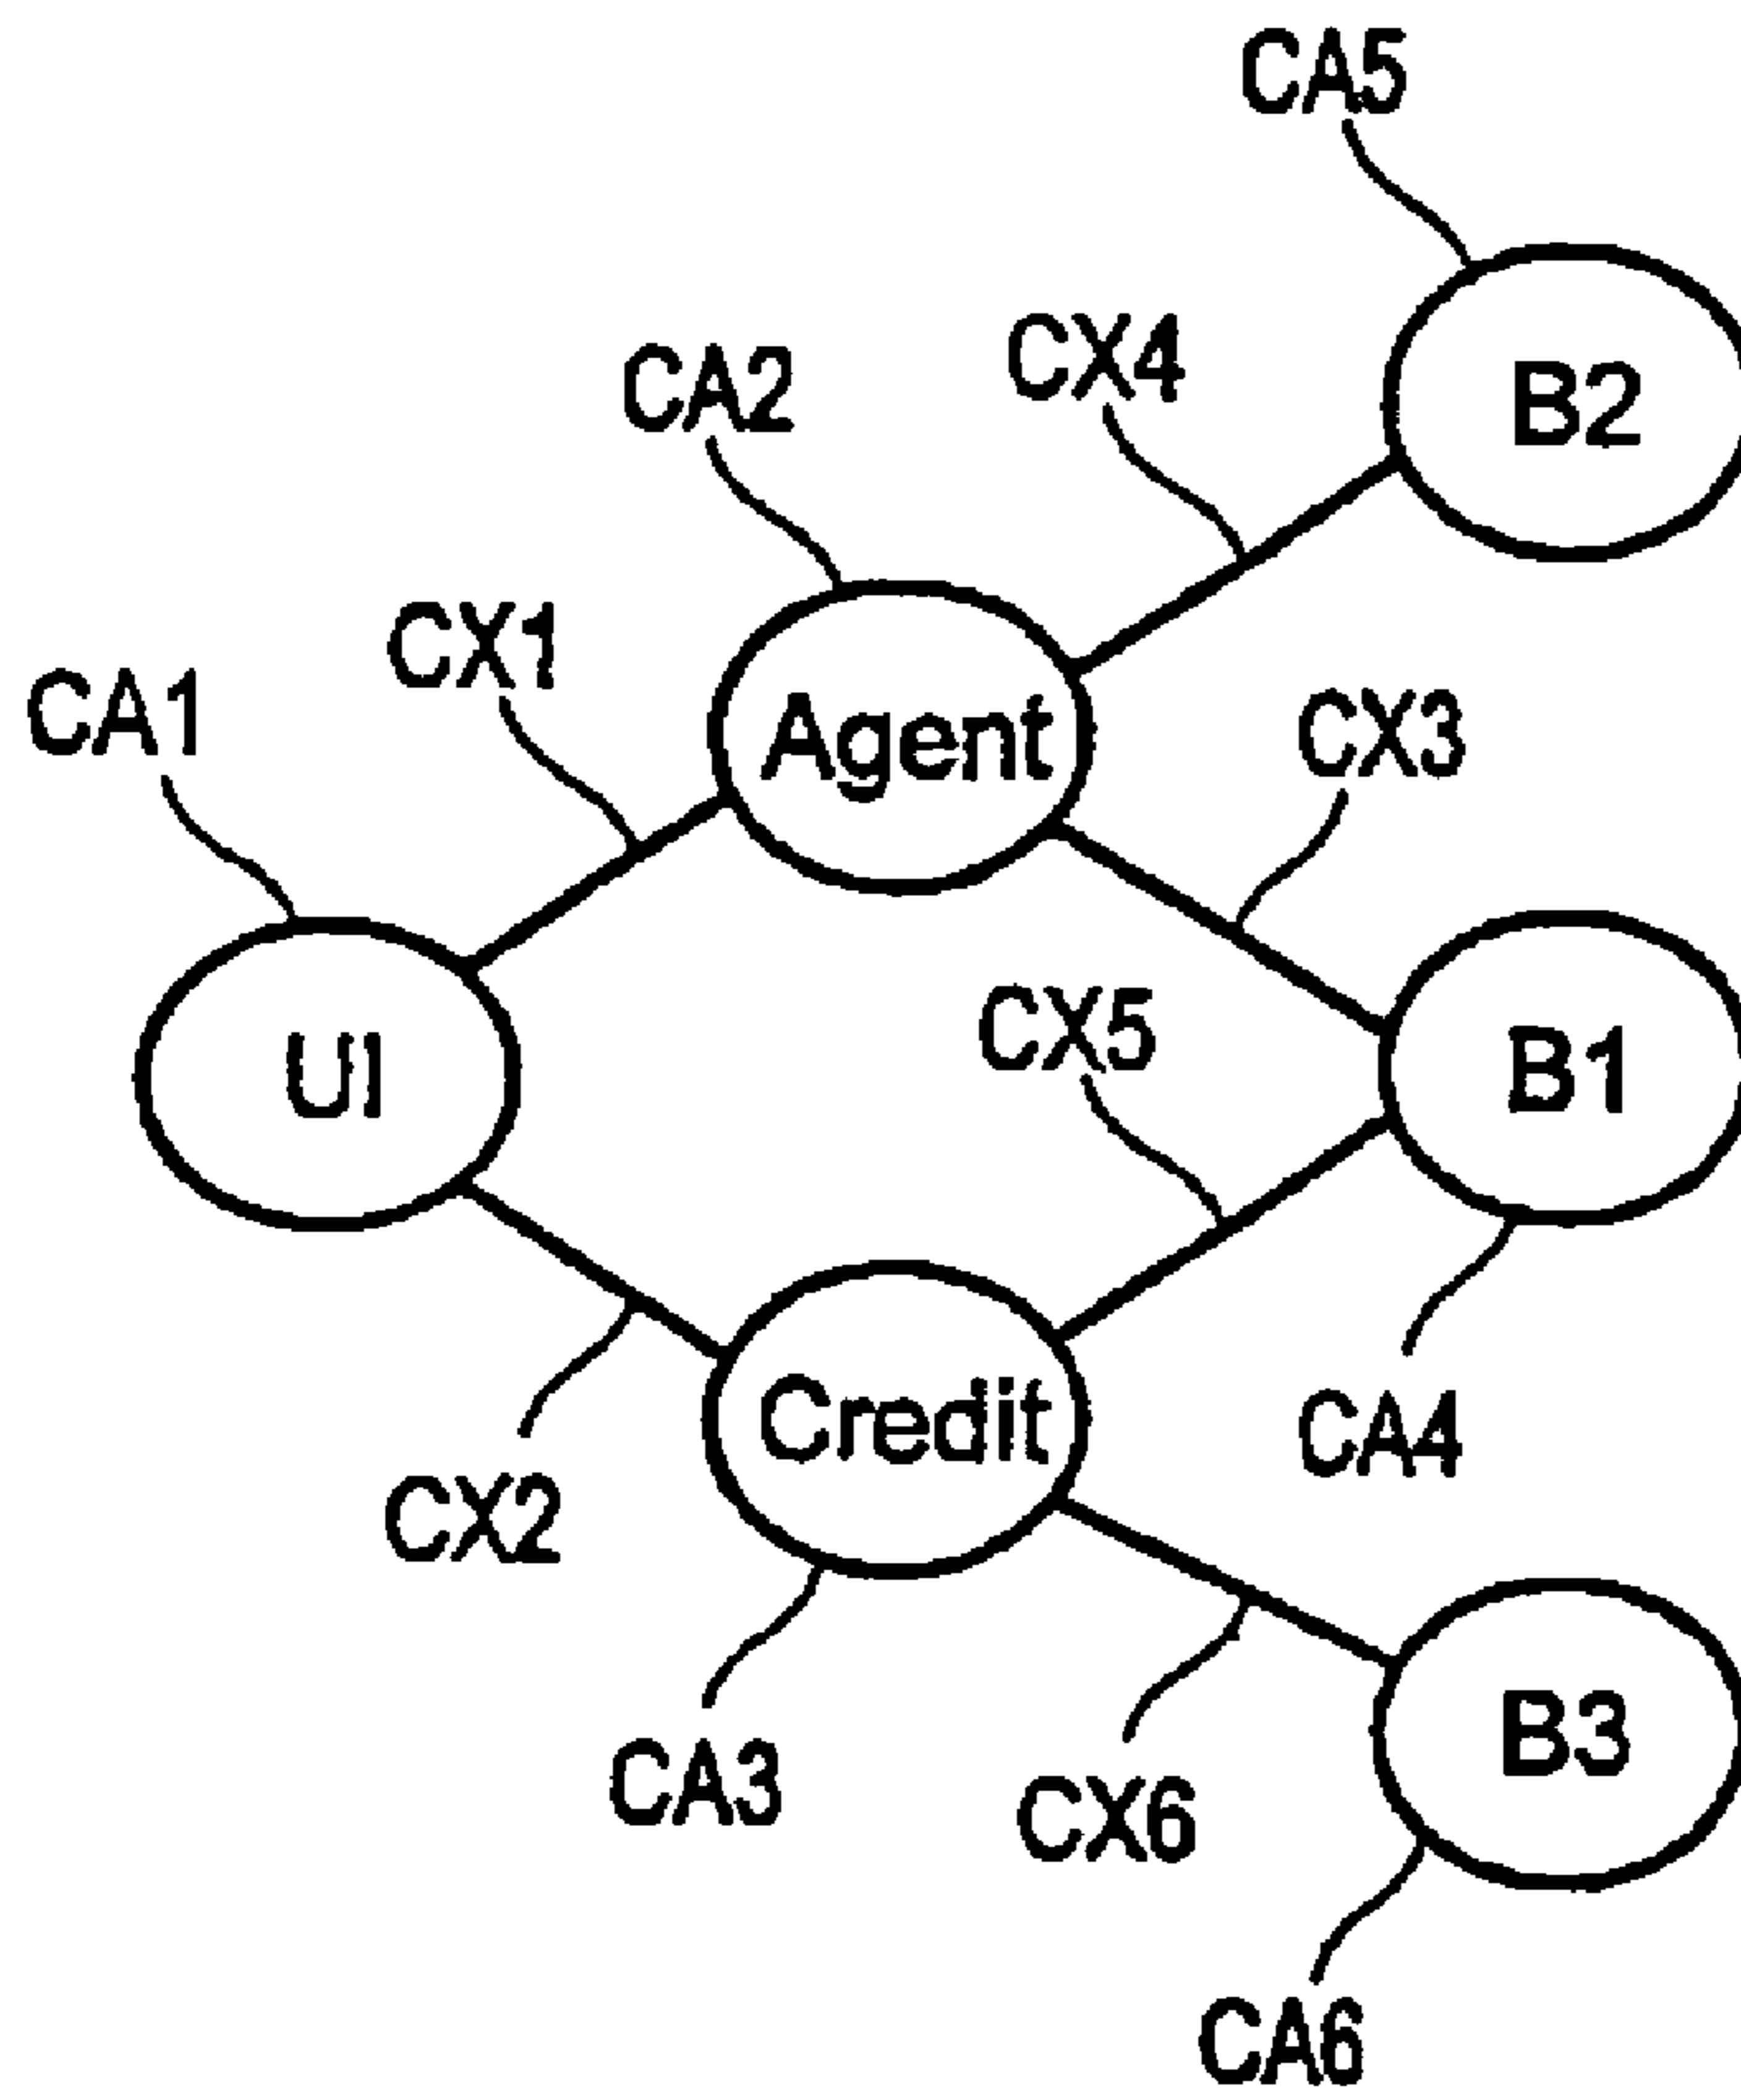 CA5
CX4
CA2
B2
CX1
CA1
Agent
CX3
CX5
UI
B1
Credit
CA4
CX2
B3
CA3
CX6
CA6